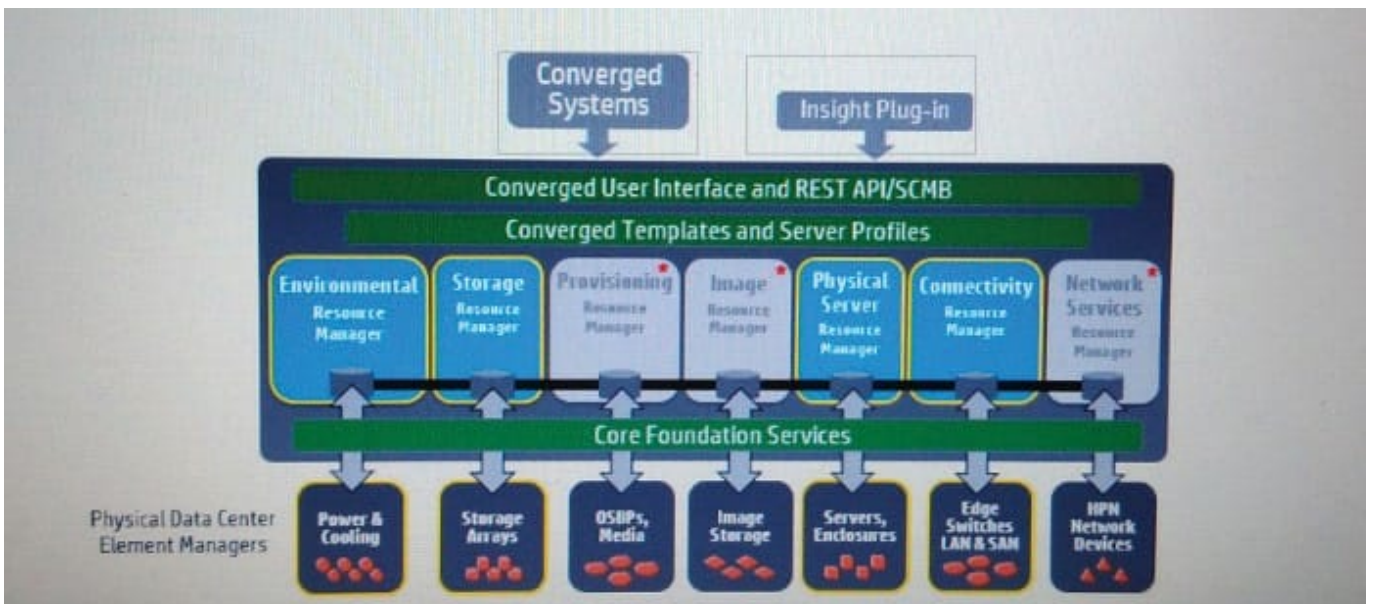 Converged
Systems
Insight Plug-in
Converged User Interface and REST API/SCMB
Converged Templates and Server Profiles
Environmental
Resource
Manager
Storage
Resource
Manager
Provisioning
Resource
Manager
Image
Resource
Manager
Physical
Server
Resource
Manager
Connectivity
Resource
Manager
Network
Services
Resource
Manager
Core Foundation Services
Physical Data Center
Element Managers
Power &
Cooling
Storage
Arrays
OSBPs,
Media
Image
Storage
Servers,
Enclosures
Edge
Switches
LAN & SAN
HPN
Network
Devices